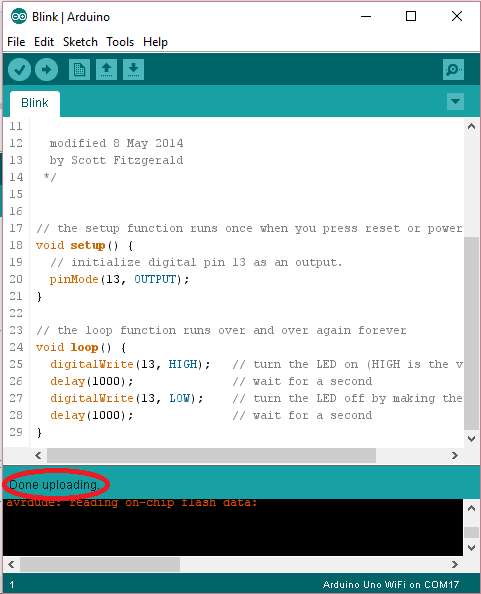 Blink | Arduino
File Edit Sketch Tools Help
Blink
11
12 modified 8 May 2014
13 by Scott Fitzgerald
14 */
15
16
17 // the setup function runs once when you press reset or power
18 void setup() {
19 // initialize digital pin 13 as an output.
20 pinMode(13, OUTPUT);
21 }
22
23 // the loop function runs over and over again forever
24 void loop() {
25 digitalWrite(13, HIGH); // turn the LED on (HIGH is the v
26 delay(1000); // wait for a second
27 digitalWrite(13, LOW); // turn the LED off by making the
28 delay(1000); // wait for a second
29 }
Done uploading.
avrdude: reading on-chip flash data:
1 Arduino Uno WiFi on COM17